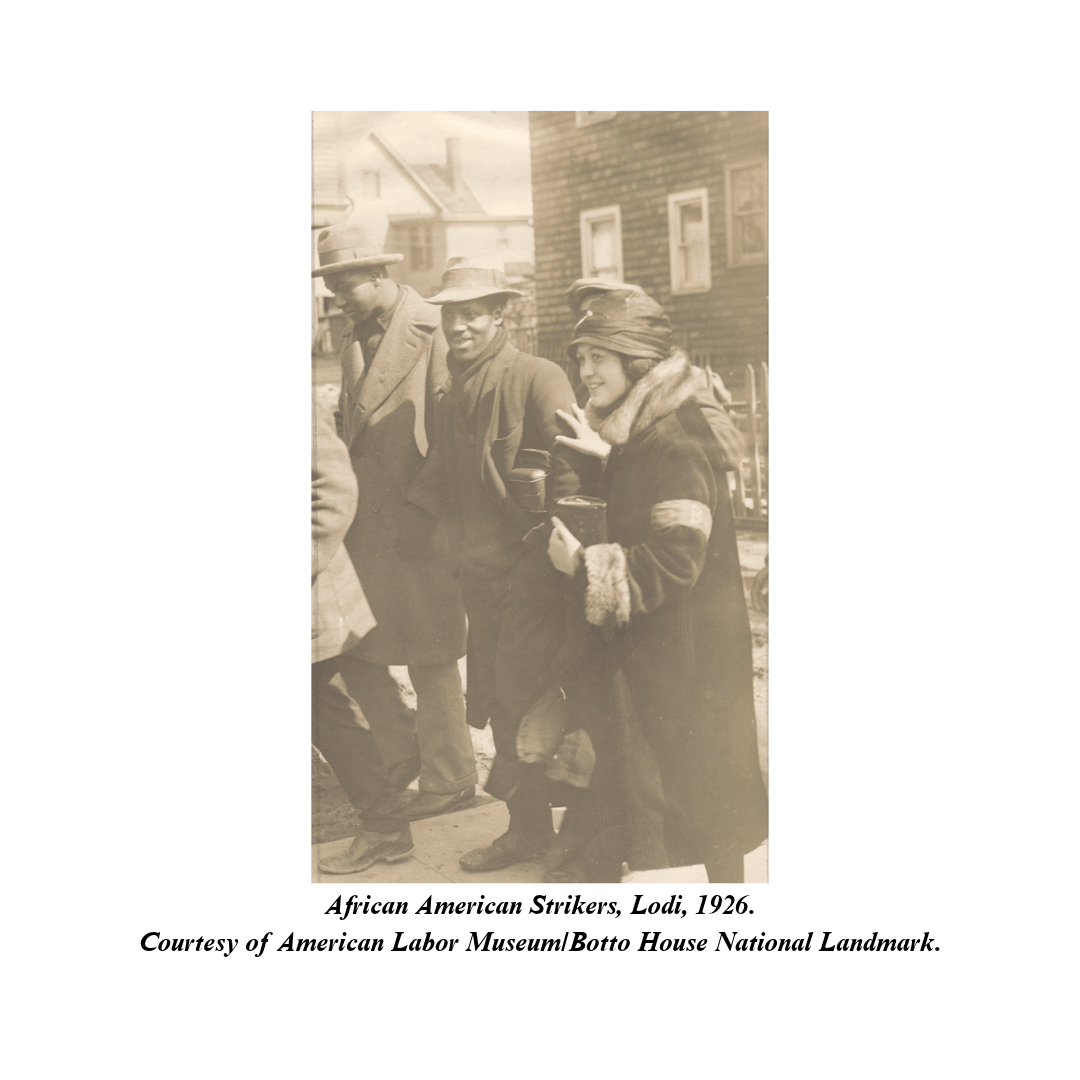 B
African American Strikers, Lodi, 1926.
Courtesy of American Labor Museum/Botto House National Landmark.